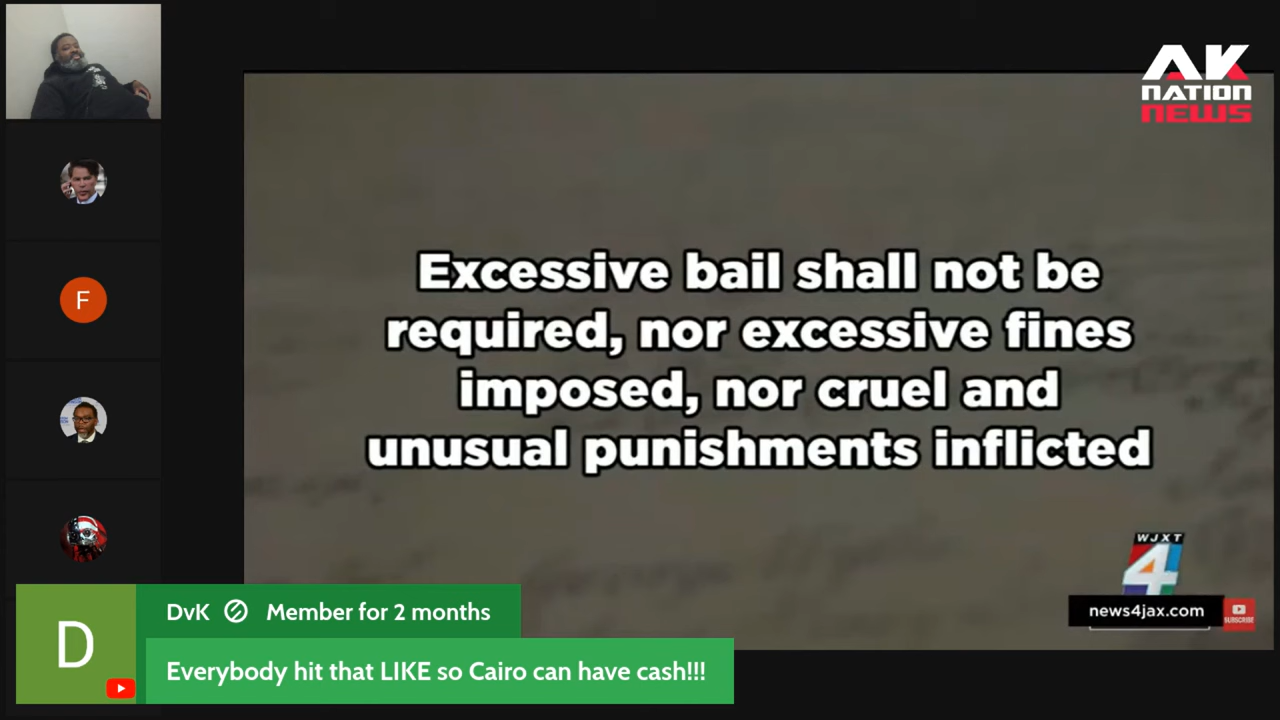 AK
NATION
NEWS
F
Excessive bail shall not be
required, nor excessive fines
imposed, nor cruel and
unusual punishments inflicted
WJXT
4
news4jax.com
SUBSCRIBE
D
DvK Member for 2 months
Everybody hit that LIKE so Cairo can have cash!!!